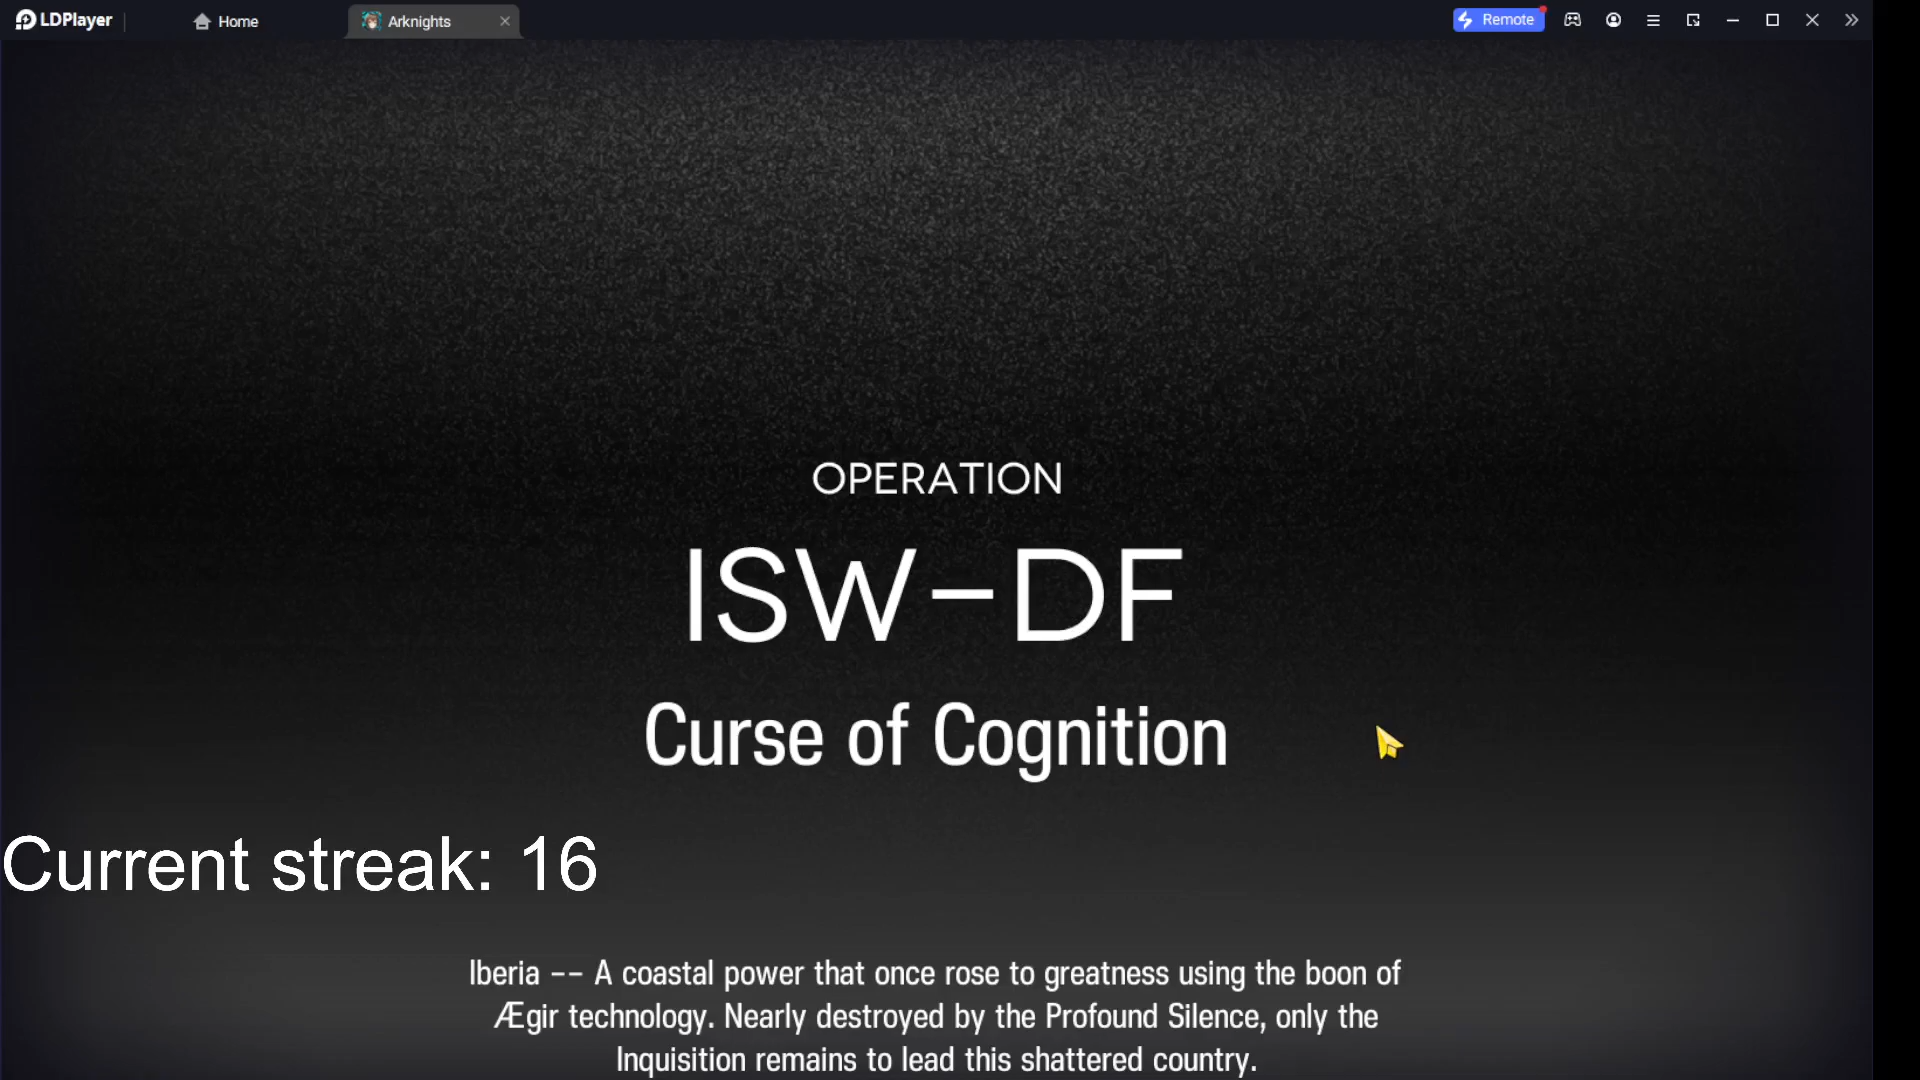 LDPlayer
Home
Arknights
Remote
OPERATION
ISW-DF
Curse of Cognition
Current streak: 16
Iberia -- A coastal power that once rose to greatness using the boon of
Ægir technology. Nearly destroyed by the Profound Silence, only the
Inquisition remains to lead this shattered country.